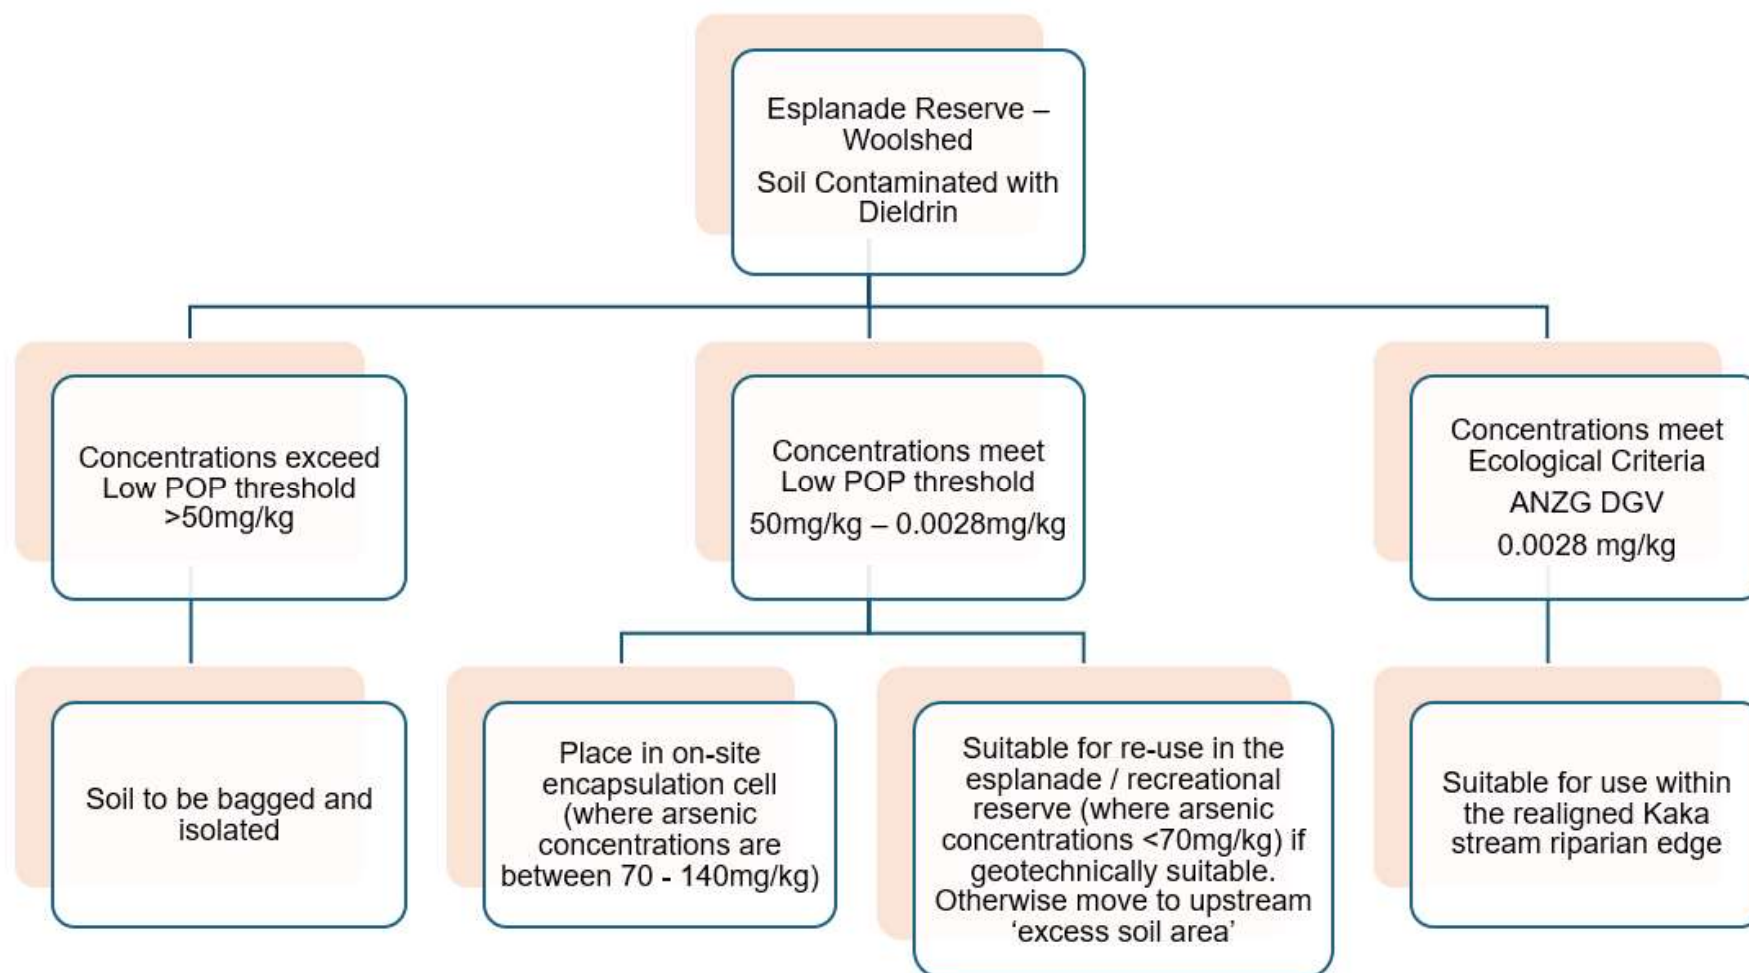 Esplanade Reserve –
Woolshed
Soil Contaminated with
Dieldrin
Concentrations exceed
Low POP threshold
>50mg/kg
Concentrations meet
Low POP threshold
50mg/kg – 0.0028mg/kg
Concentrations meet
Ecological Criteria
ANZG DGV
0.0028 mg/kg
Soil to be bagged and
isolated
Place in on-site
encapsulation cell
(where arsenic
concentrations are
between 70 - 140mg/kg)
Suitable for re-use in the
esplanade / recreational
reserve (where arsenic
concentrations <70mg/kg) if
geotechnically suitable.
Otherwise move to upstream
‘excess soil area’
Suitable for use within
the realigned Kaka
stream riparian edge